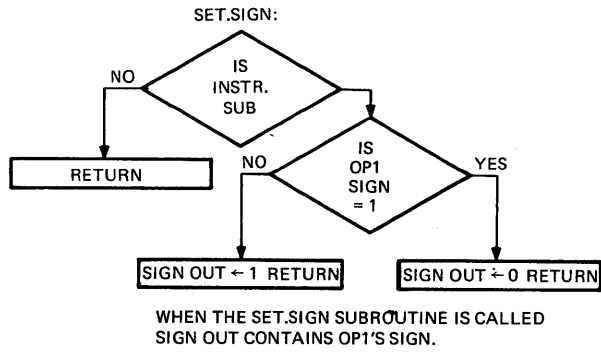 SET.SIGN:
IS
INSTR.
SUB
NO
RETURN
IS
OP1
SIGN
= 1
NO
YES
SIGN OUT ← 1 RETURN
SIGN OUT ← 0 RETURN
WHEN THE SET.SIGN SUBROUTINE IS CALLED
SIGN OUT CONTAINS OP1'S SIGN.